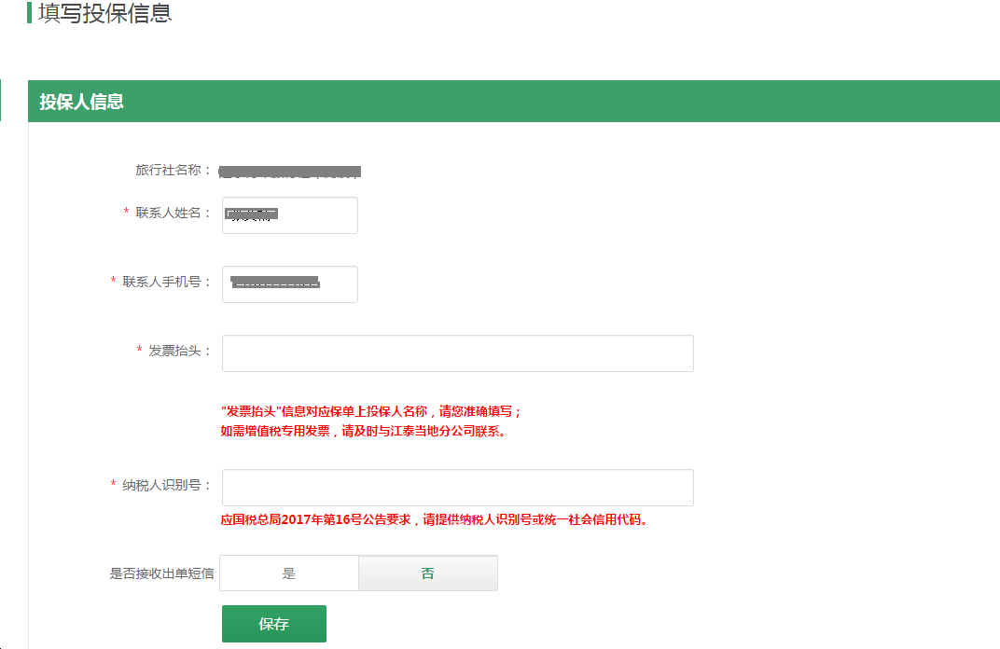 填写投保信息
投保人信息
旅行社名称：
* 联系人姓名：
* 联系人手机号：
* 发票抬头：
"发票抬头"信息对应保单上投保人名称，请您准确填写；
如需增值税专用发票，请及时与江泰当地分公司联系。
* 纳税人识别号：
应国税总局2017年第16号公告要求，请提供纳税人识别号或统一社会信用代码。
是否接收出单短信 是 否
保存